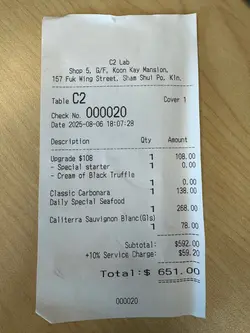 C2 Lab
Shop 5, G/F, Koon Kay Mansion,
157 Fuk Wing Street, Sham Shui Po, Kln.
Table C2 Cover 1
Check No. 000020
Date 2025-08-06 18:07:28
Description Qty Amount
Upgrade $108 1 108.00
- Special starter 1 0.00
- Cream of Black Truffle 1 0.00
Classic Carbonara 1 138.00
Daily Special Seafood
1 268.00
Caliterra Sauvignon Blanc(Gls)
1 78.00
Subtotal: $592.00
+10% Service Charge: $59.20
Total:$ 651.00
000020